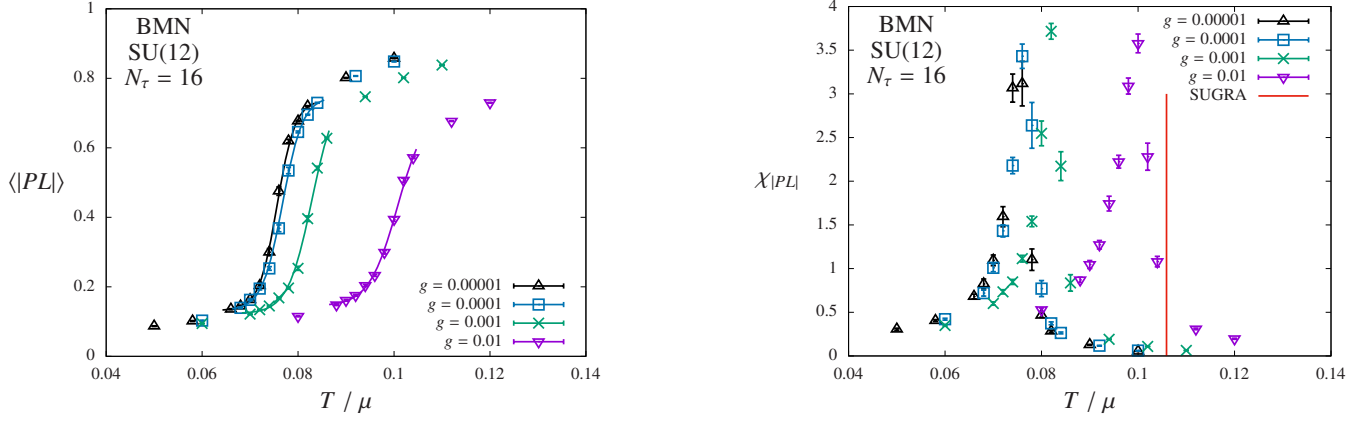 BMN
SU(12)
Nτ = 16
⟨|PL|⟩
1
0.8
0.6
0.4
0.2
0
0.04
0.06
0.08
0.1
0.12
0.14
T / μ
g = 0.00001
g = 0.0001
g = 0.001
g = 0.01
BMN
SU(12)
Nτ = 16
χ|PL|
4
3.5
3
2.5
2
1.5
1
0.5
0
0.04
0.06
0.08
0.1
0.12
0.14
T / μ
g = 0.00001
g = 0.0001
g = 0.001
g = 0.01
SUGRA